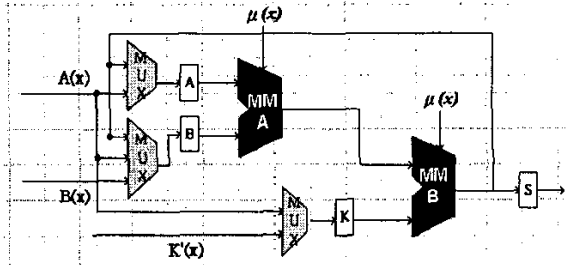 μ(x)
A(x)
MUX
A
MM A
μ(x)
MUX
B
MM B
S
B(x)
MUX
K
K'(x)